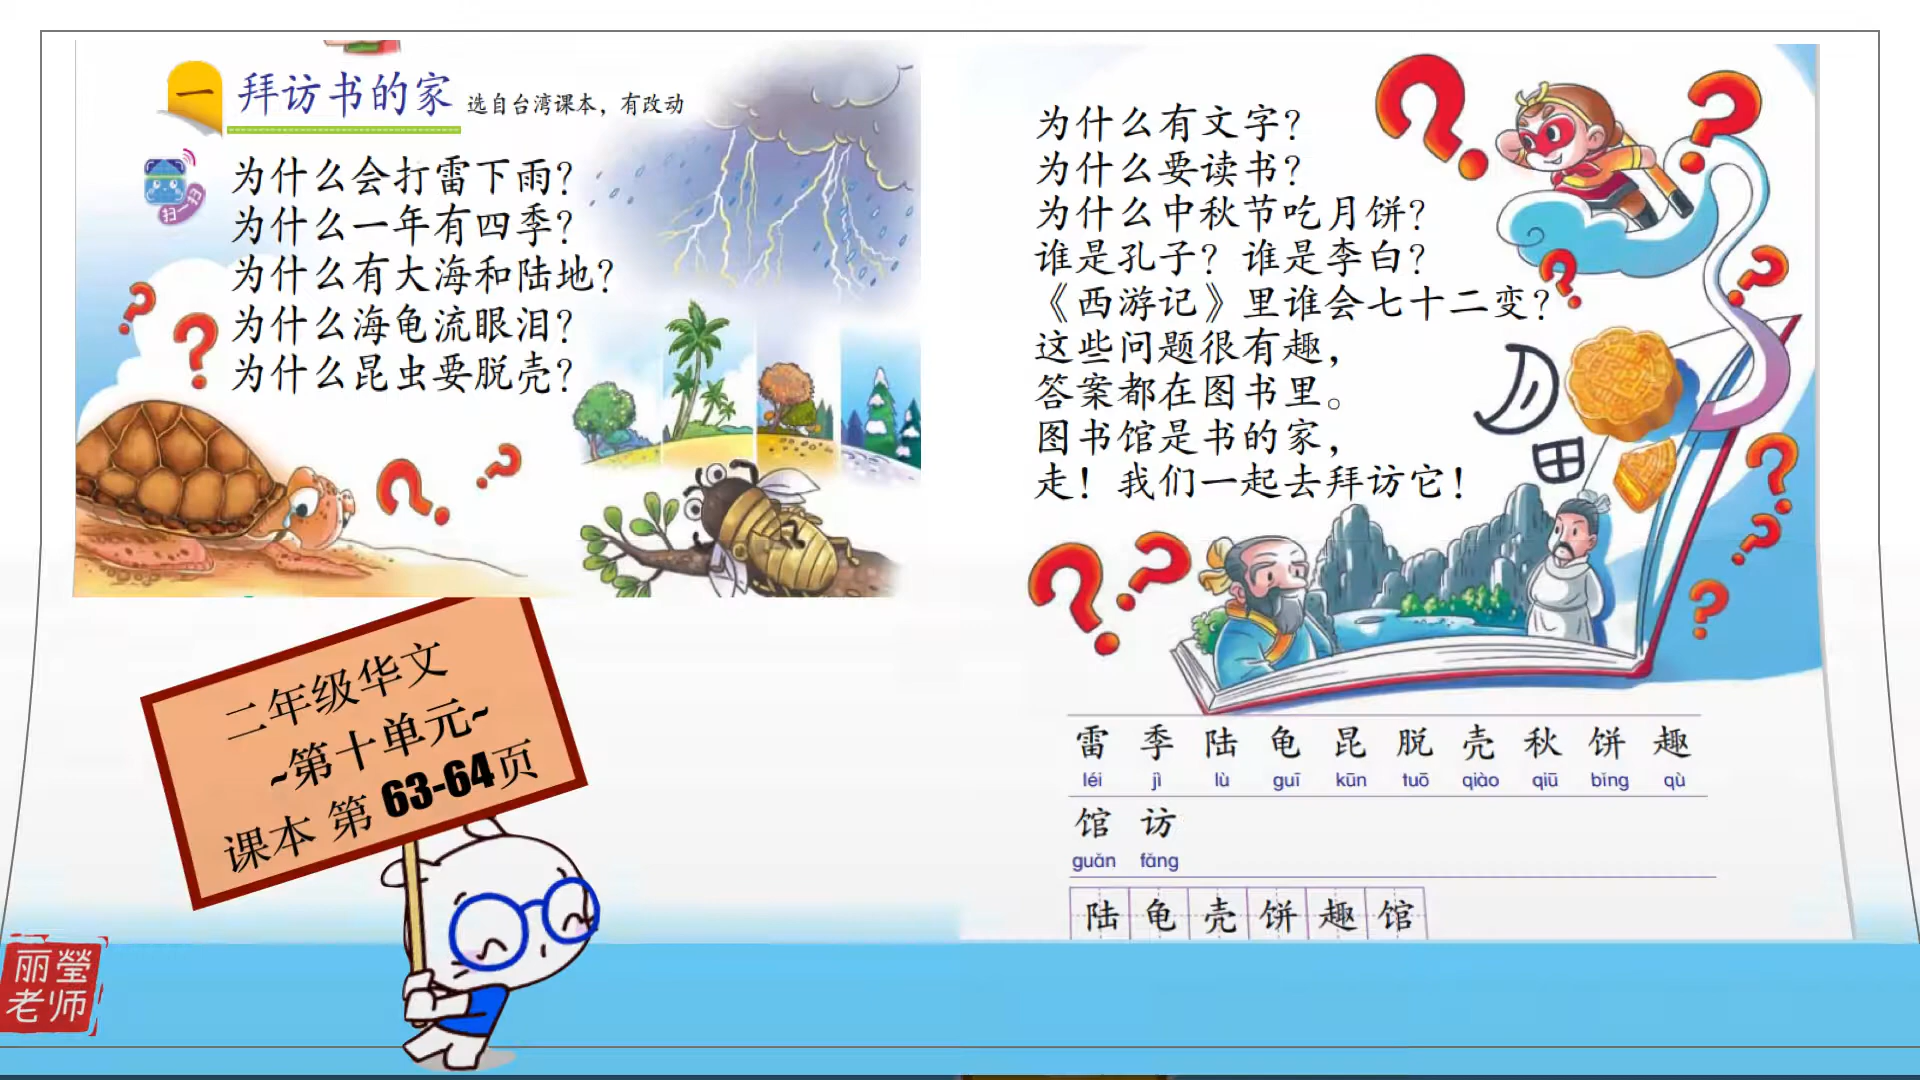 一 拜访书的家 选自台湾课本，有改动
扫一扫
为什么会打雷下雨？
为什么一年有四季？
为什么有大海和陆地？
为什么海龟流眼泪？
为什么昆虫要脱壳？
为什么有文字？
为什么要读书？
为什么中秋节吃月饼？
谁是孔子？谁是李白？
《西游记》里谁会七十二变？
这些问题很有趣，
答案都在图书里。
图书馆是书的家，
走！我们一起去拜访它！
雷 季 陆 龟 昆 脱 壳 秋 饼 趣
léi jì lù guī kūn tuō qiào qiū bǐng qù
馆 访
guǎn fǎng
陆 龟 壳 饼 趣 馆
二年级华文
~第十单元~
课本 第 63-64页
丽瑩
老师